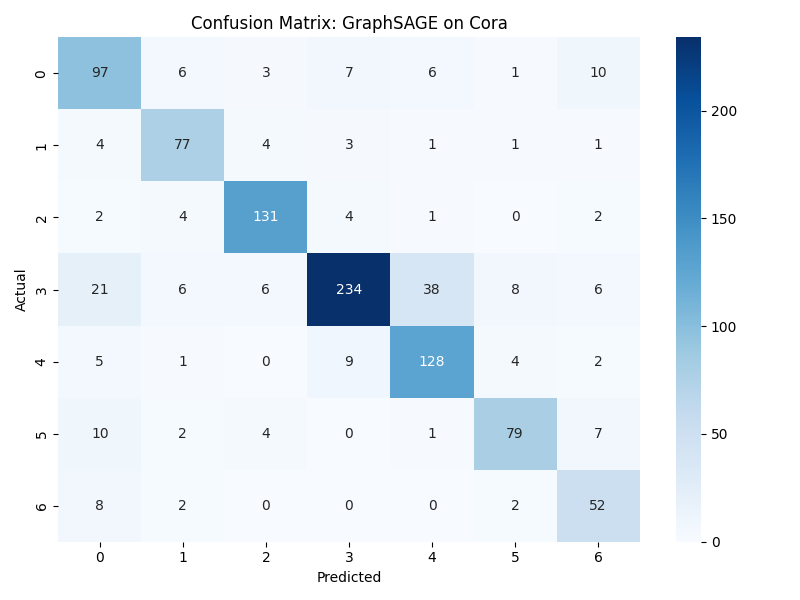 Confusion Matrix: GraphSAGE on Cora
Actual
0 97 6 3 7 6 1 10
1 4 77 4 3 1 1 1
2 2 4 131 4 1 0 2
3 21 6 6 234 38 8 6
4 5 1 0 9 128 4 2
5 10 2 4 0 1 79 7
6 8 2 0 0 0 2 52
0 1 2 3 4 5 6
Predicted
200
150
100
50
0